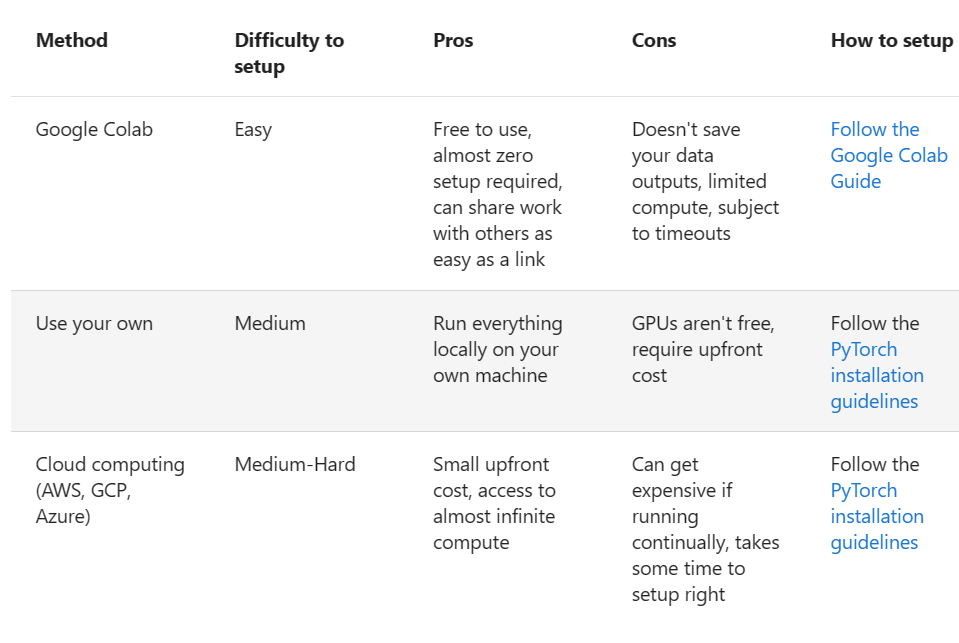 Method
Difficulty to
setup
Pros
Cons
How to setup
Google Colab
Easy
Free to use,
almost zero
setup required,
can share work
with others as
easy as a link
Doesn't save
your data
outputs, limited
compute, subject
to timeouts
Follow the
Google Colab
Guide
Use your own
Medium
Run everything
locally on your
own machine
GPUs aren't free,
require upfront
cost
Follow the
PyTorch
installation
guidelines
Cloud computing
(AWS, GCP,
Azure)
Medium-Hard
Small upfront
cost, access to
almost infinite
compute
Can get
expensive if
running
continually, takes
some time to
setup right
Follow the
PyTorch
installation
guidelines